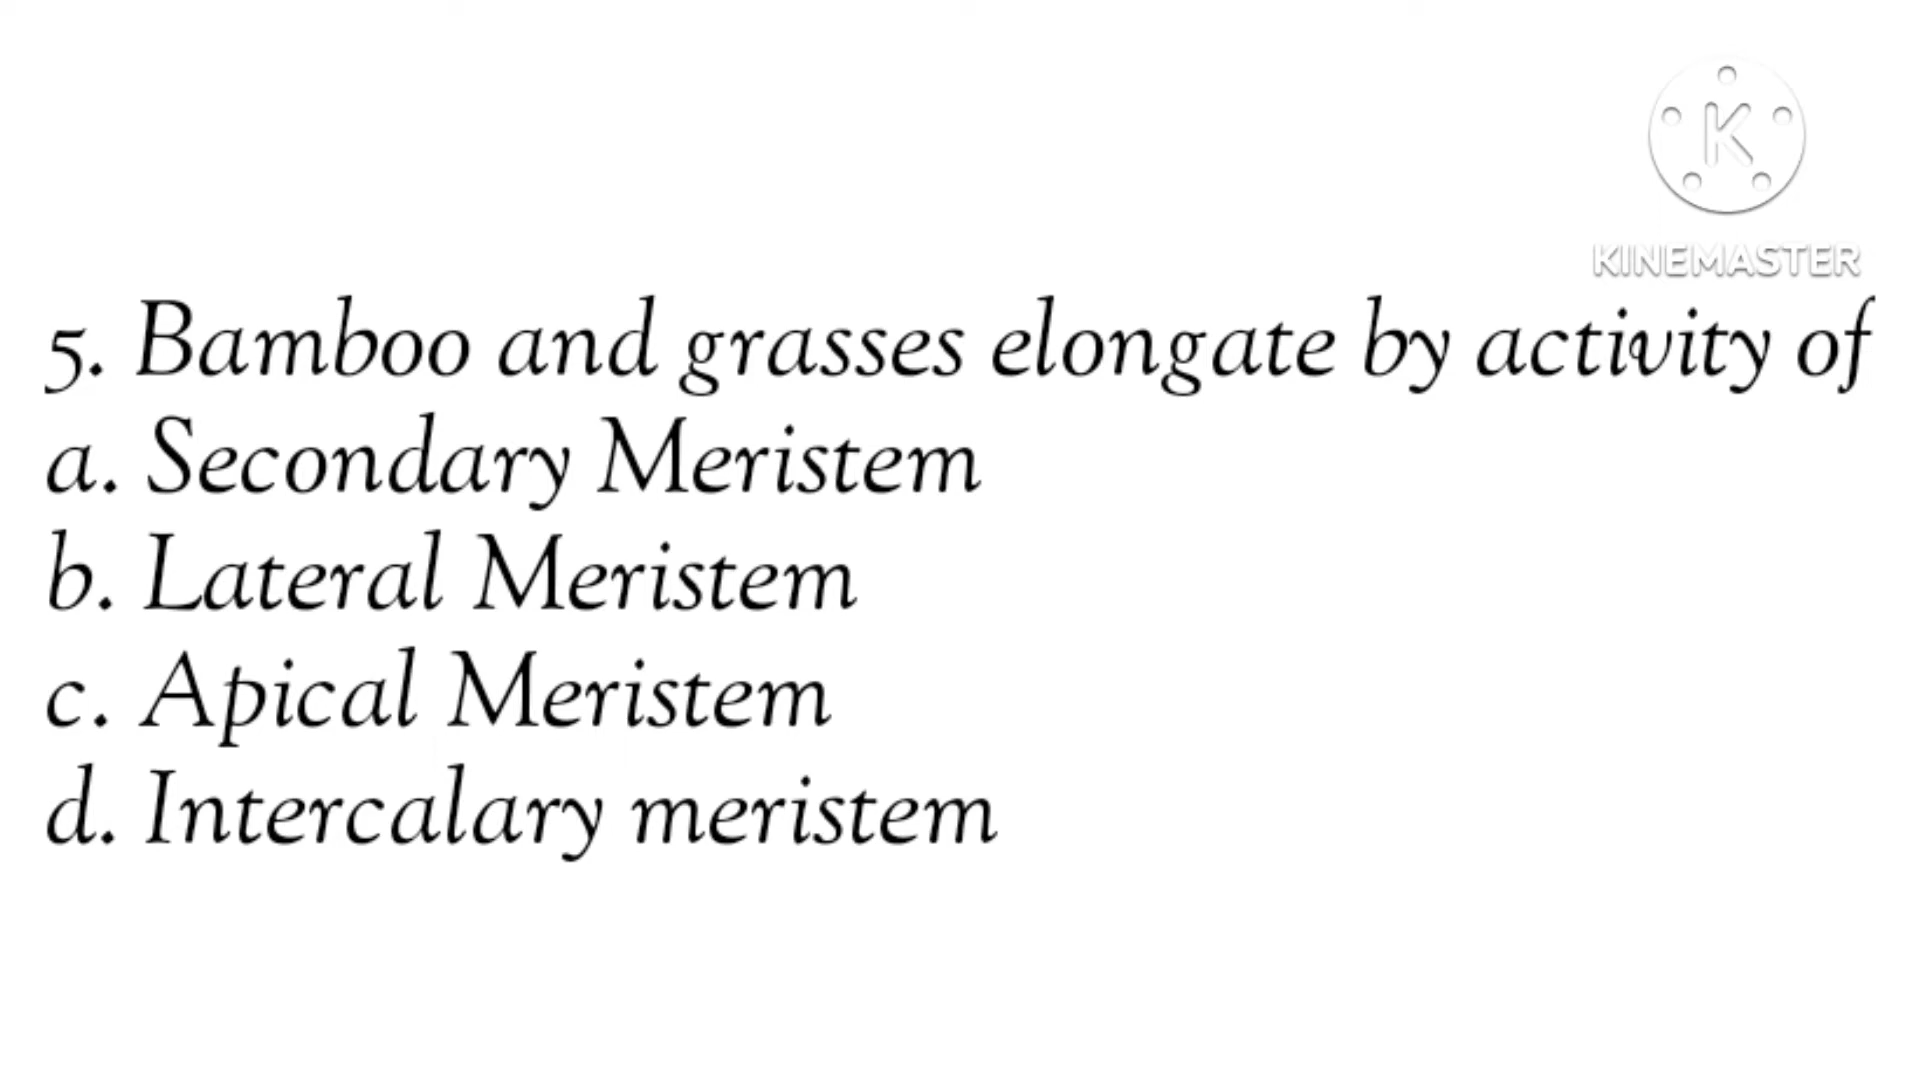 K
KINEMASTER
5. Bamboo and grasses elongate by activity of
a. Secondary Meristem
b. Lateral Meristem
c. Apical Meristem
d. Intercalary meristem